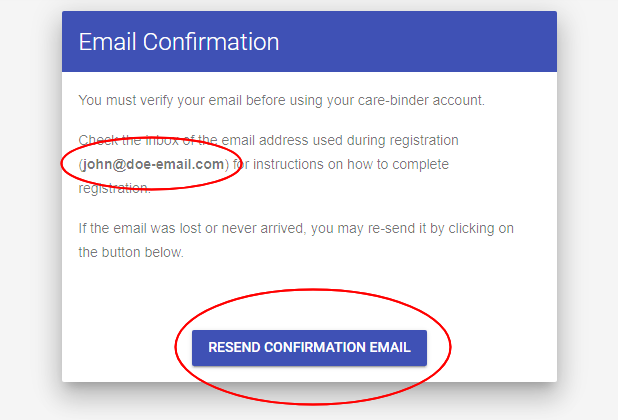 Email Confirmation
You must verify your email before using your care-binder account.
Check the inbox of the email address used during registration
(john@doe-email.com) for instructions on how to complete
registration.
If the email was lost or never arrived, you may re-send it by clicking on
the button below.
RESEND CONFIRMATION EMAIL